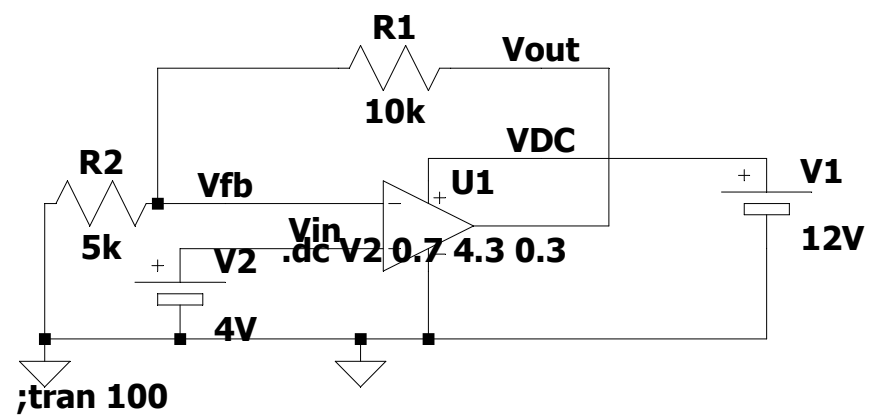 R1
Vout
10k
VDC
R2
Vfb
U1
V1
Vin
5k
V2
.dc V2 0.7 4.3 0.3
12V
4V
;tran 100